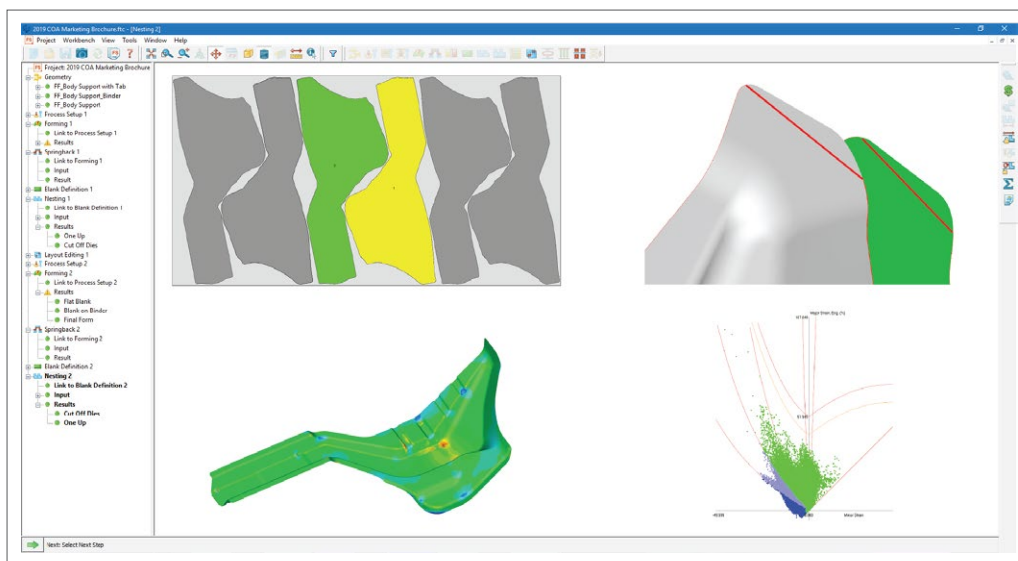 2019 COA Marketing Brochure.ftc - [Nesting 2]
Project Workbench View Tools Window Help
Project: 2019 COA Marketing Brochure
Geometry
FF_Body Support with Tab
FF_Body Support_Binder
FF_Body Support
Process Setup 1
Forming 1
Link to Process Setup 1
Results
Springback 1
Link to Forming 1
Input
Result
Blank Definition 1
Nesting 1
Link to Blank Definition 1
Input
Results
One Up
Cut Off Dies
Layout Editing 1
Process Setup 2
Forming 2
Link to Process Setup 2
Results
Flat Blank
Blank on Binder
Final Form
Springback 2
Link to Forming 2
Input
Result
Blank Definition 2
Nesting 2
Link to Blank Definition 2
Input
Results
Cut Off Dies
One Up
Major Strain Eng. (%)
Minor Strain
Next: Select Next Step